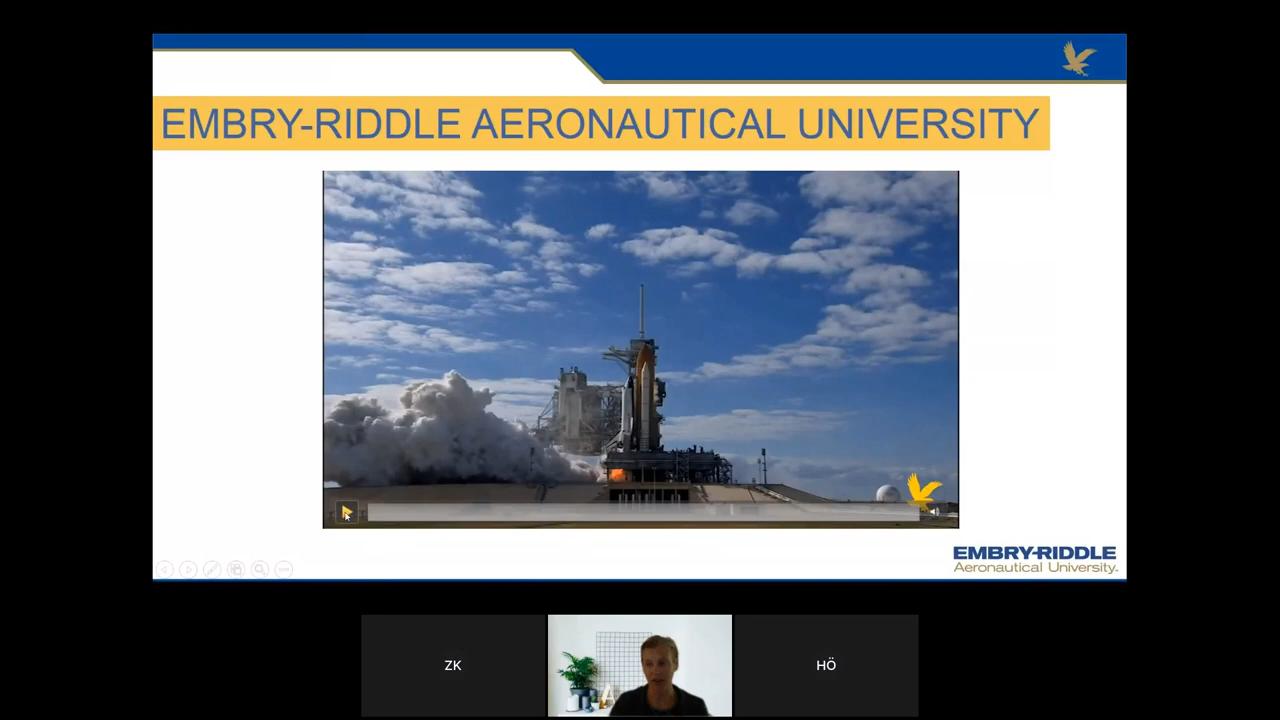 EMBRY-RIDDLE AERONAUTICAL UNIVERSITY
EMBRY-RIDDLE
Aeronautical University.
ZK
A
HÖ